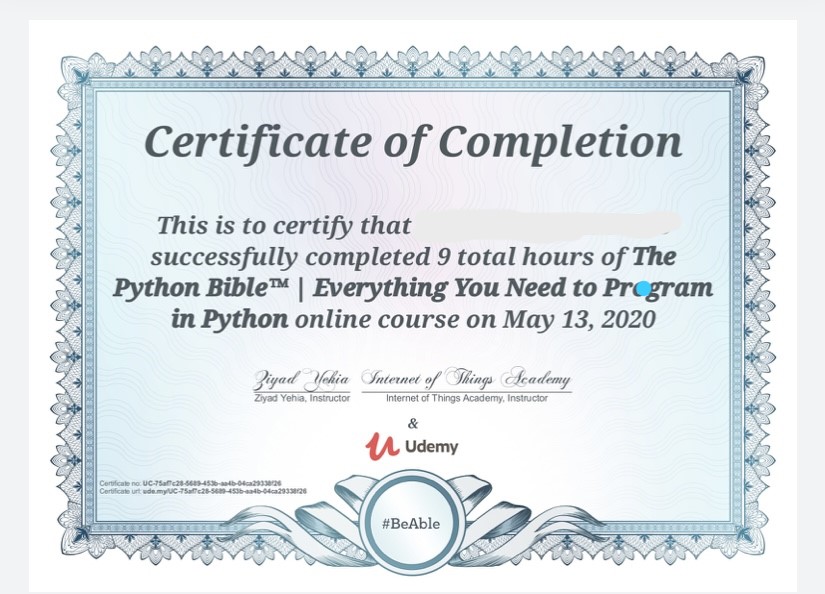 Certificate of Completion
This is to certify that
successfully completed 9 total hours of The
Python Bible™ | Everything You Need to Program
in Python online course on May 13, 2020
Ziyad Yehia Internet of Things Academy
Ziyad Yehia, Instructor Internet of Things Academy, Instructor
&
Udemy
Certificate no: UC-75af7c28-5689-453b-aa4b-04ca29338f26
Certificate url: ude.my/UC-75af7c28-5689-453b-aa4b-04ca29338f26
#BeAble